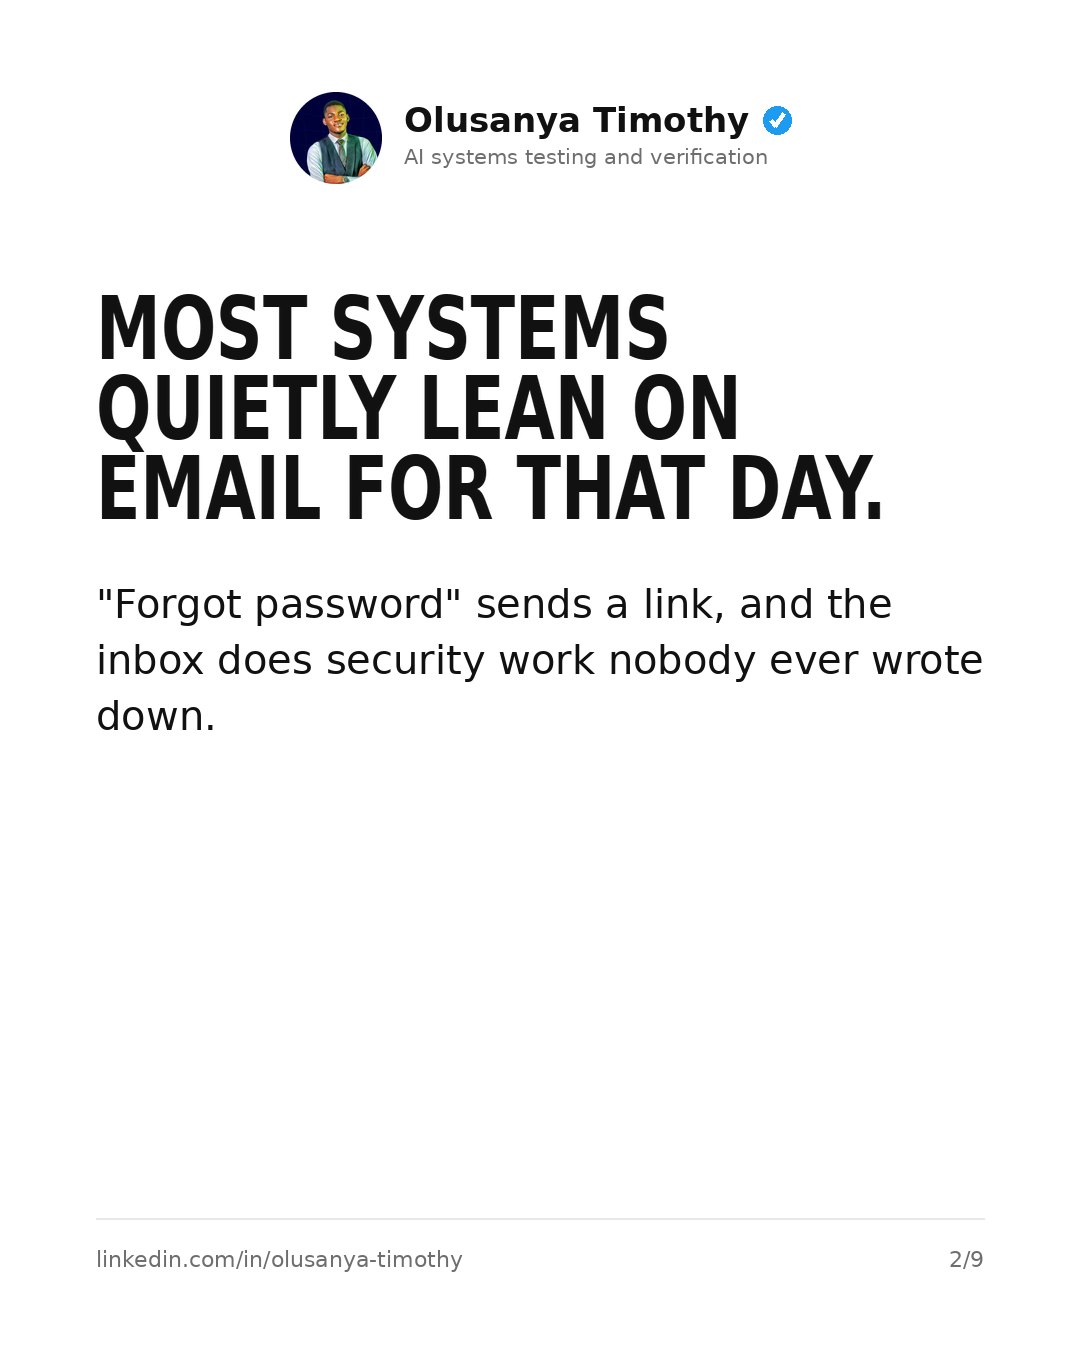 Olusanya Timothy
AI systems testing and verification
MOST SYSTEMS
QUIETLY LEAN ON
EMAIL FOR THAT DAY.
"Forgot password" sends a link, and the
inbox does security work nobody ever wrote
down.
linkedin.com/in/olusanya-timothy
2/9